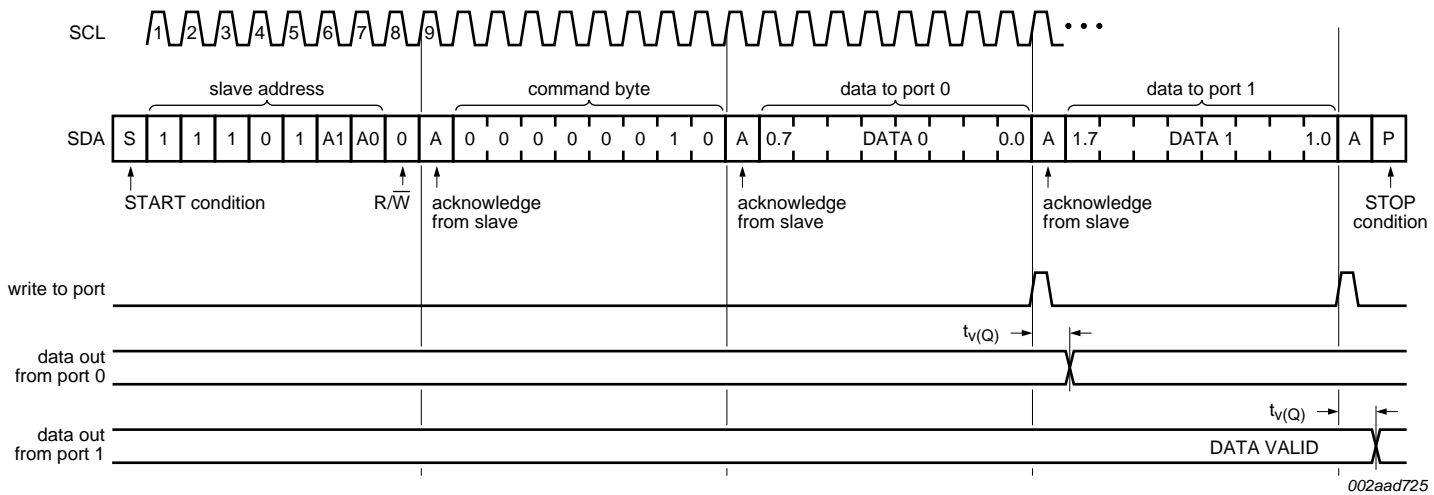 SCL 1 2 3 4 5 6 7 8 9
slave address command byte data to port 0 data to port 1
SDA S 1 1 1 0 1 A1 A0 0 A 0 0 0 0 0 0 1 0 A 0.7 DATA 0 0.0 A 1.7 DATA 1 1.0 A P
START condition R/W̅ acknowledge from slave acknowledge from slave acknowledge from slave STOP condition
write to port
tv(Q)
data out
from port 0
tv(Q)
data out
from port 1
DATA VALID
002aad725